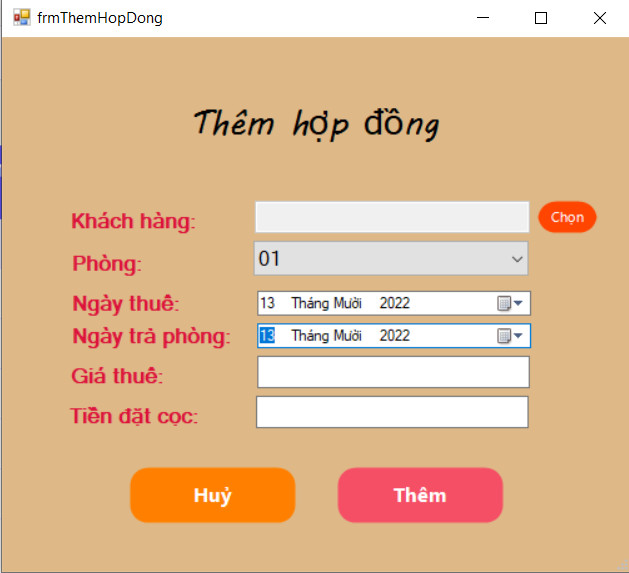 frmThemHopDong
Thêm hợp đồng
Khách hàng:
Chọn
Phòng: 01
Ngày thuê: 13 Tháng Mười 2022
Ngày trả phòng: 13 Tháng Mười 2022
Giá thuê:
Tiền đặt cọc:
Huỷ Thêm